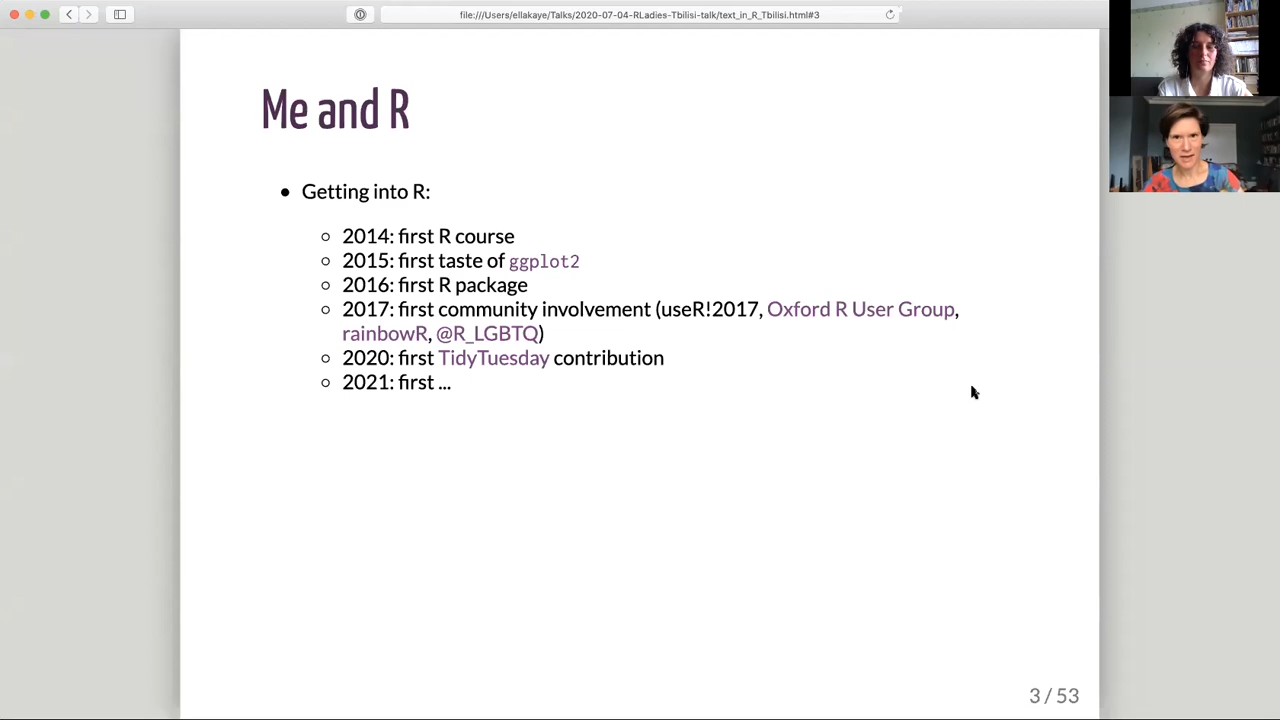 file:///Users/ellakaye/Talks/2020-07-04-RLadies-Tbilisi-talk/text_in_R_Tbilisi.html#3
Me and R
• Getting into R:
○ 2014: first R course
○ 2015: first taste of ggplot2
○ 2016: first R package
○ 2017: first community involvement (useR!2017, Oxford R User Group,
rainbowR, @R_LGBTQ)
○ 2020: first TidyTuesday contribution
○ 2021: first ...
3 / 53